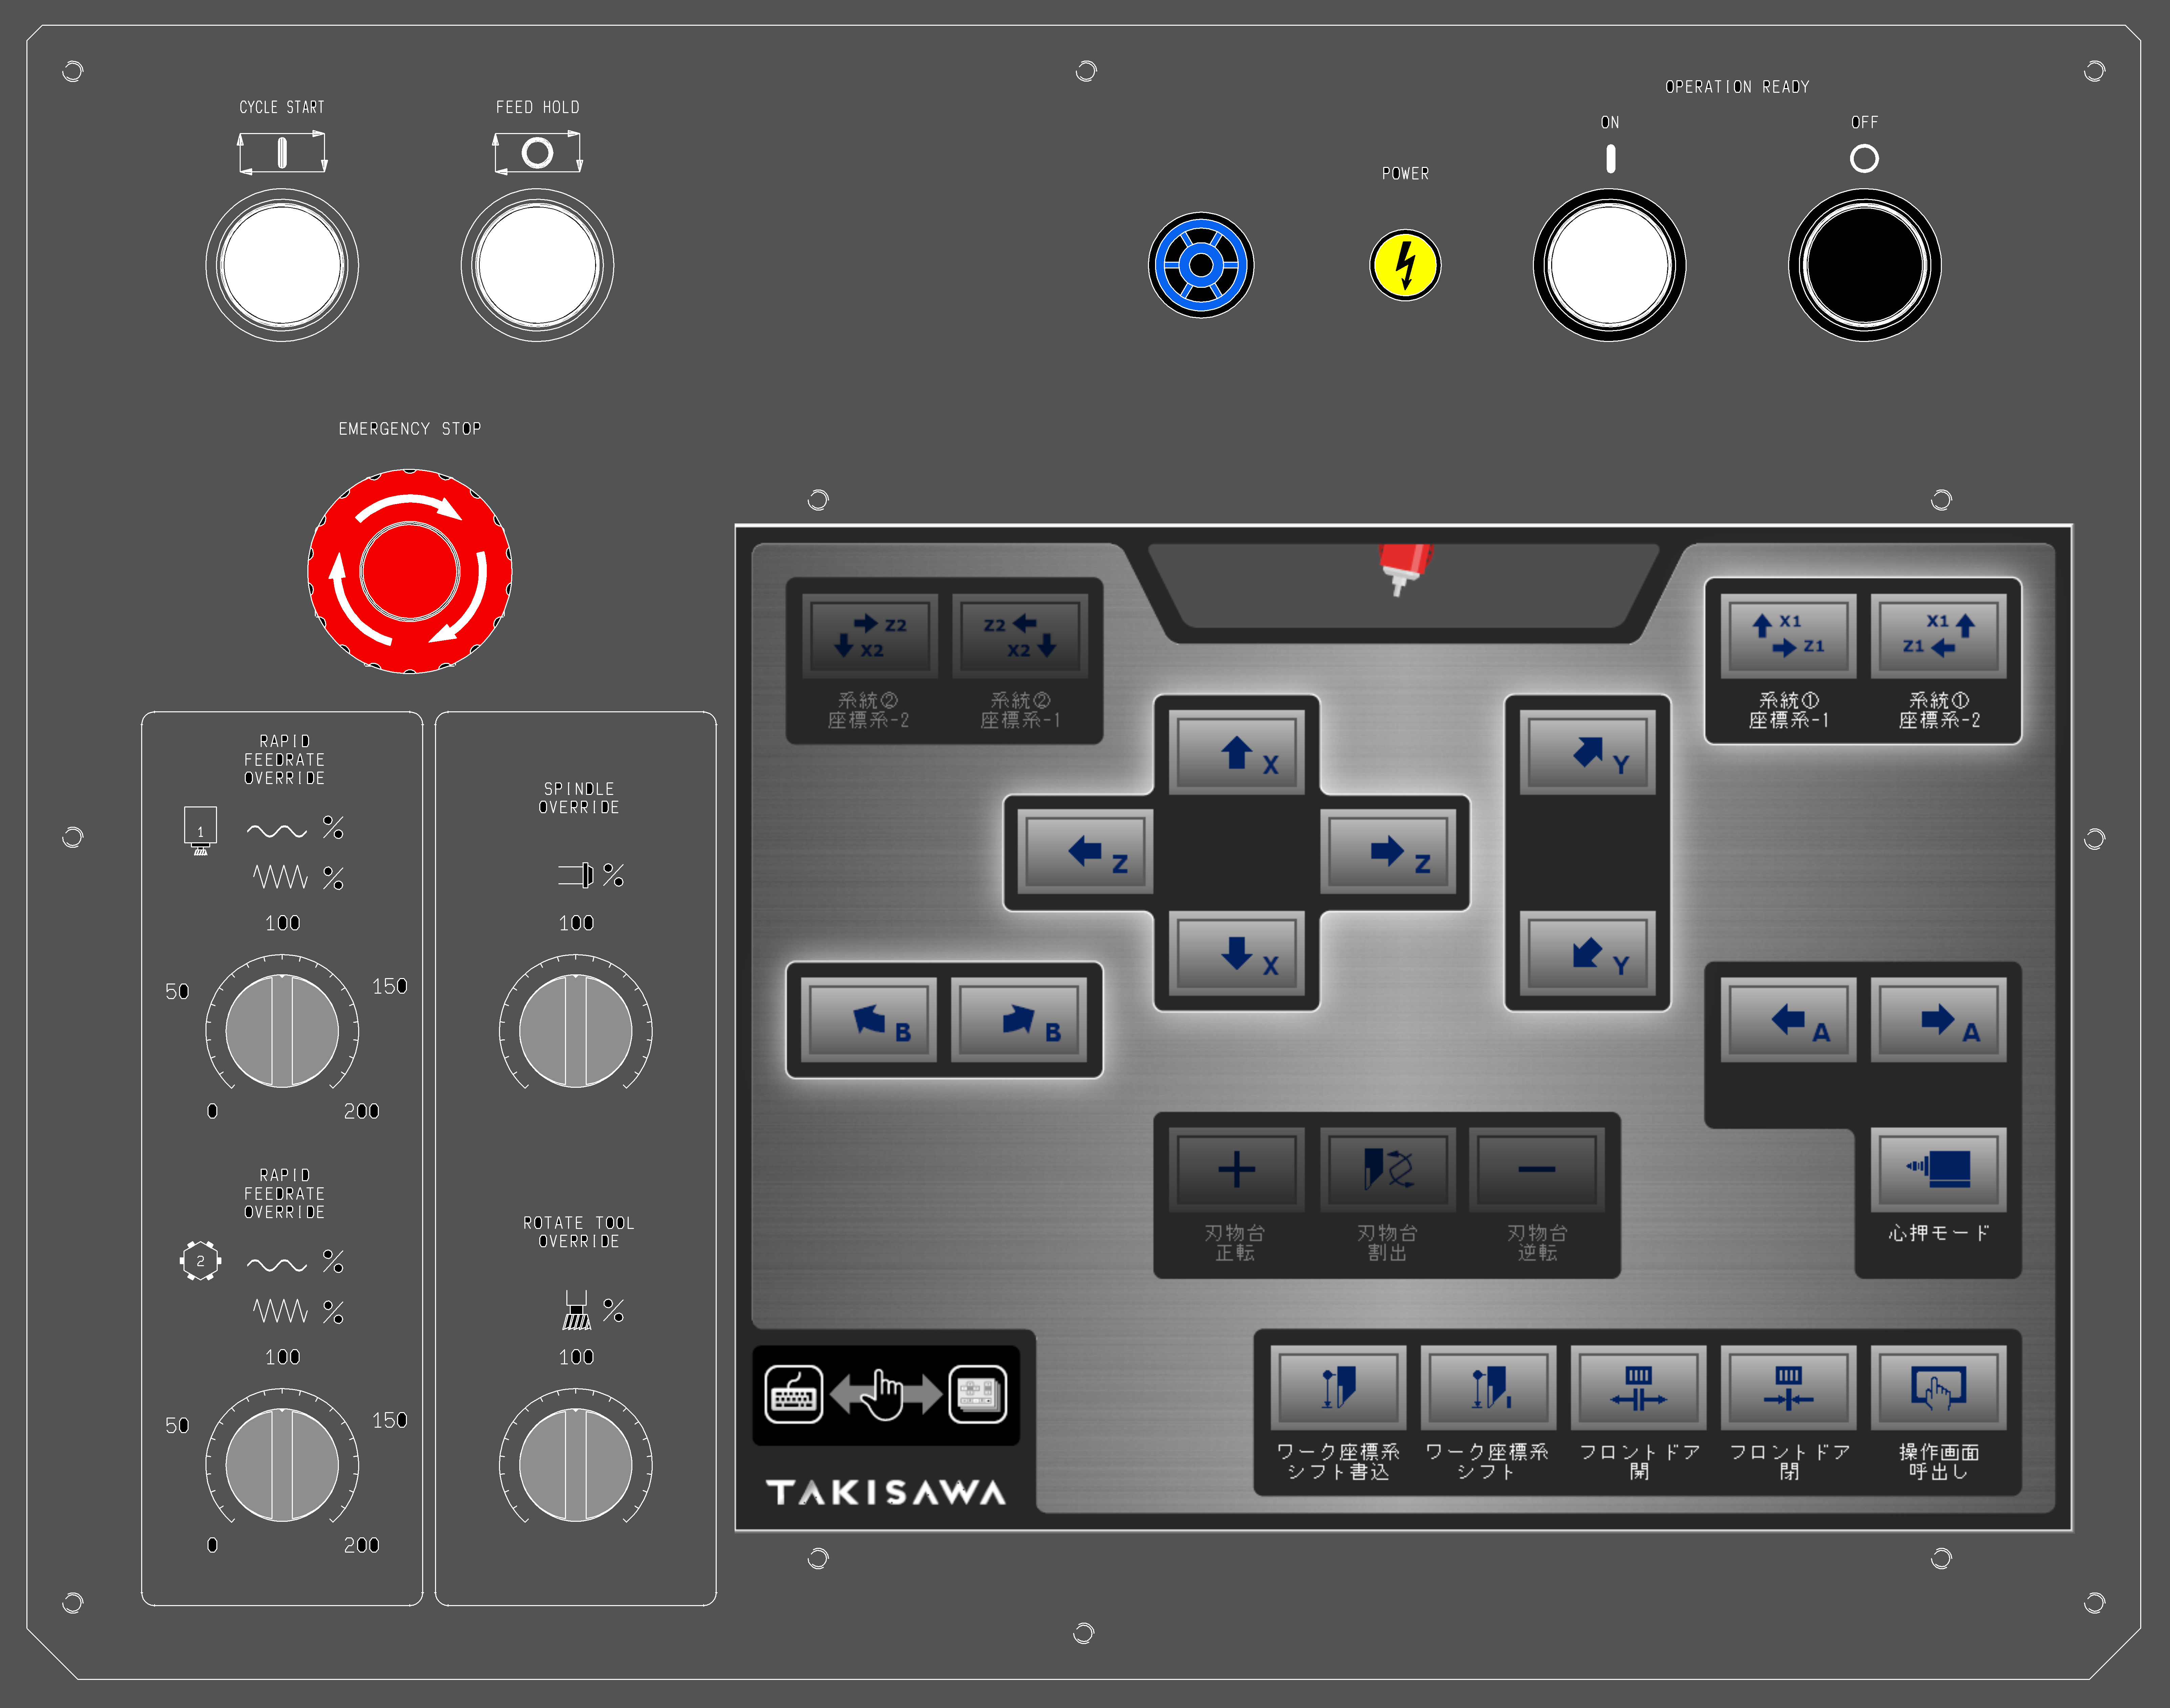 CYCLE START
FEED HOLD
OPERATION READY
ON
OFF
POWER
EMERGENCY STOP
RAPID
FEEDRATE
OVERRIDE
1
%
%
100
50
150
0
200
SPINDLE
OVERRIDE
%
100
RAPID
FEEDRATE
OVERRIDE
2
%
%
100
50
150
0
200
ROTATE TOOL
OVERRIDE
%
100
Z2
X2
系統②
座標系-2
Z2
X2
系統②
座標系-1
X1
Z1
系統①
座標系-1
X1
Z1
系統①
座標系-2
X
Z
Z
X
Y
Y
B
B
A
A
心押モード
刃物台
正転
刃物台
割出
刃物台
逆転
ワーク座標系
シフト書込
ワーク座標系
シフト
フロントドア
開
フロントドア
閉
操作画面
呼出し
TAKISAWA